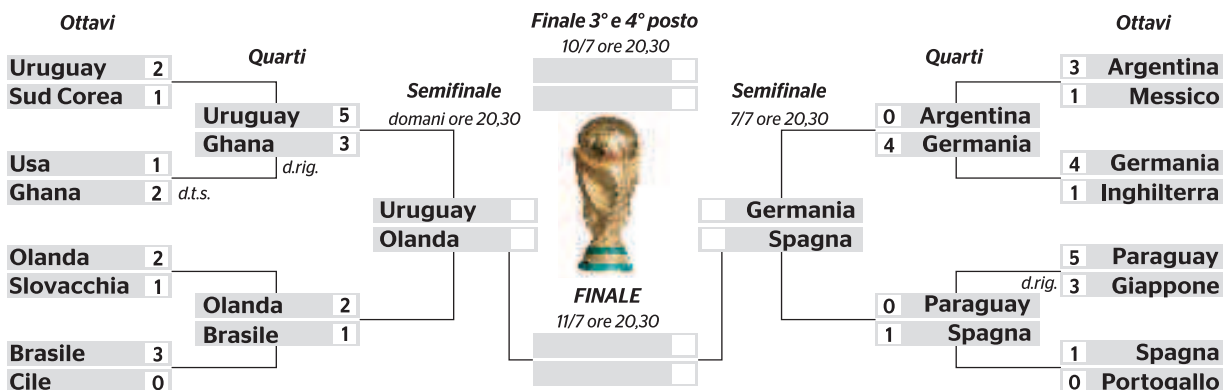 Ottavi
Uruguay 2
Sud Corea 1
Usa 1
Ghana 2 d.t.s.
Olanda 2
Slovacchia 1
Brasile 3
Cile 0
Quarti
Uruguay 5
Ghana 3
d.rig.
Olanda 2
Brasile 1
Semifinale
domani ore 20,30
Uruguay
Olanda
Finale 3° e 4° posto
10/7 ore 20,30
FINALE
11/7 ore 20,30
Semifinale
7/7 ore 20,30
Germania
Spagna
Quarti
0 Argentina
4 Germania
0 Paraguay
1 Spagna
Ottavi
3 Argentina
1 Messico
4 Germania
1 Inghilterra
5 Paraguay
d.rig. 3 Giappone
1 Spagna
0 Portogallo